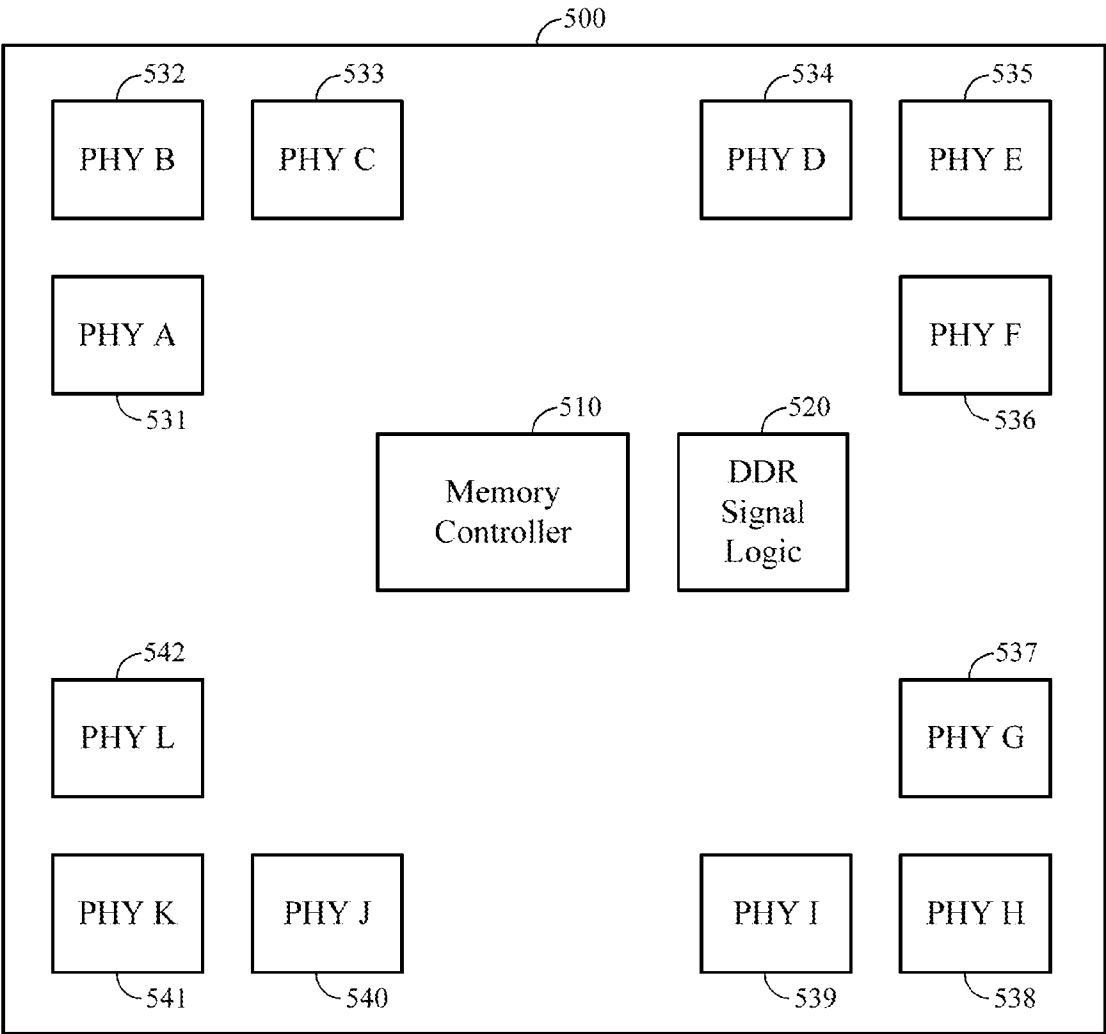 500
532
533
534
535
PHY B
PHY C
PHY D
PHY E
PHY A
PHY F
531
536
510
520
Memory
Controller
DDR
Signal
Logic
542
537
PHY L
PHY G
PHY K
PHY J
PHY I
PHY H
541
540
539
538